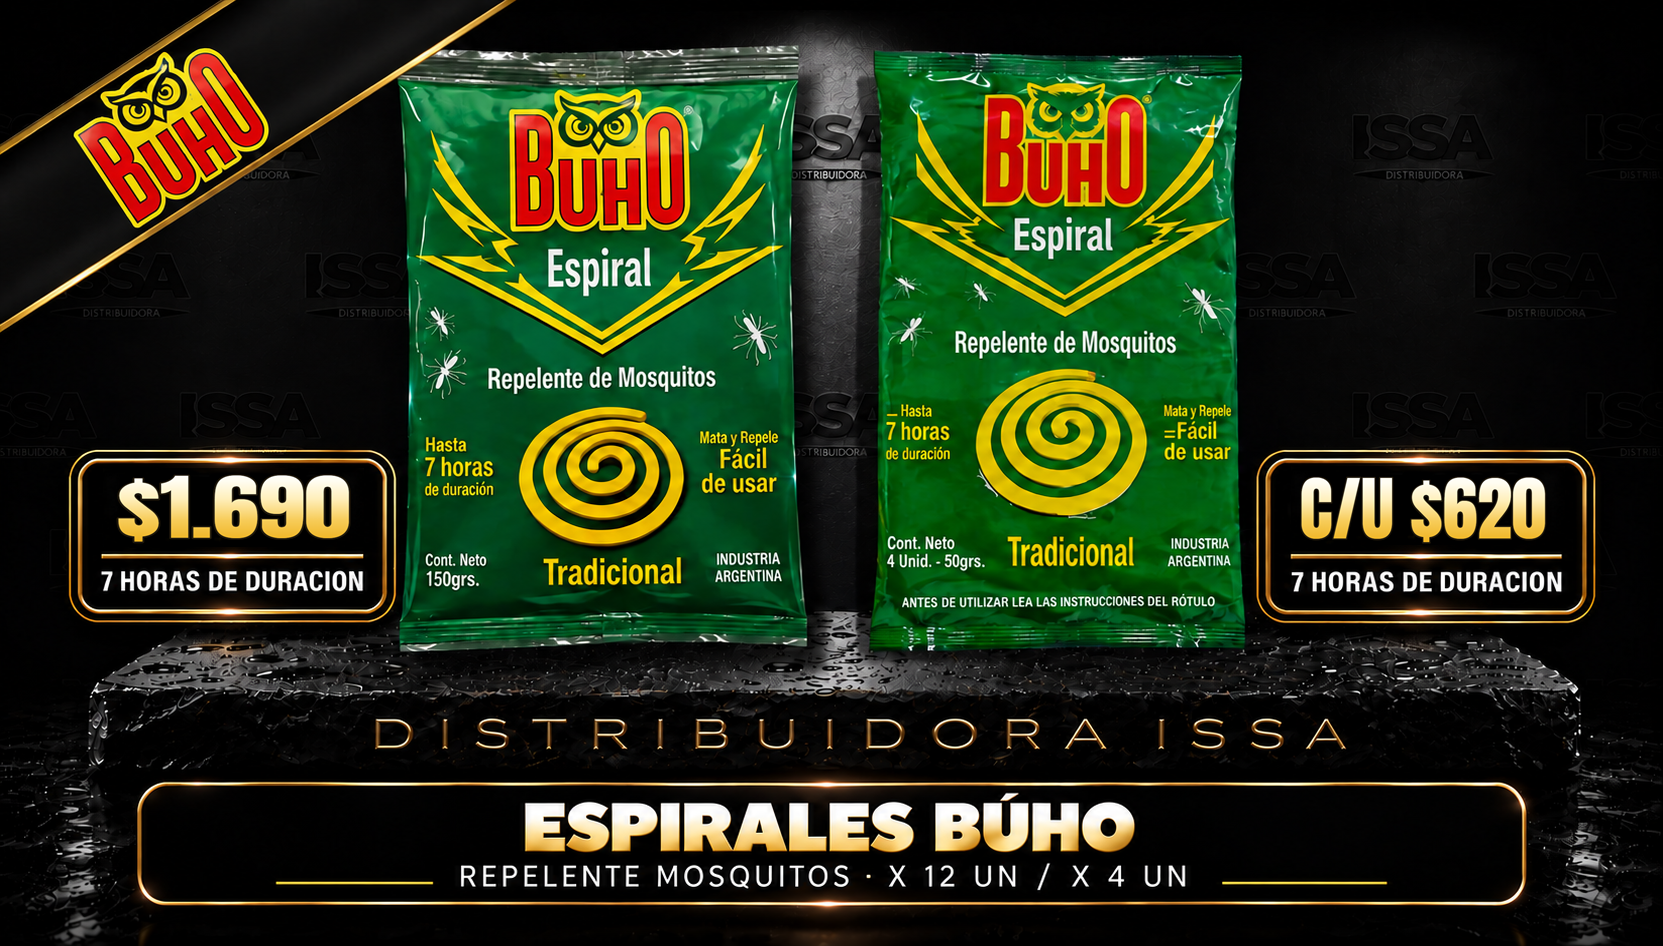 BUHO
BUHO
Espiral
Repelente de Mosquitos
Hasta
7 horas
de duración
Mata y Repele
Fácil
de usar
Cont. Neto
150grs.
Tradicional
INDUSTRIA
ARGENTINA
BUHO
Espiral
Repelente de Mosquitos
Hasta
7 horas
de duración
Mata y Repele
Fácil
de usar
Cont. Neto
4 Unid. - 50grs.
Tradicional
INDUSTRIA
ARGENTINA
ANTES DE UTILIZAR LEA LAS INSTRUCCIONES DEL RÓTULO
$1.690
7 HORAS DE DURACION
C/U $620
7 HORAS DE DURACION
ISSA
DISTRIBUIDORA
DISTRIBUIDORA ISSA
ESPIRALES BÚHO
REPELENTE MOSQUITOS · X 12 UN / X 4 UN